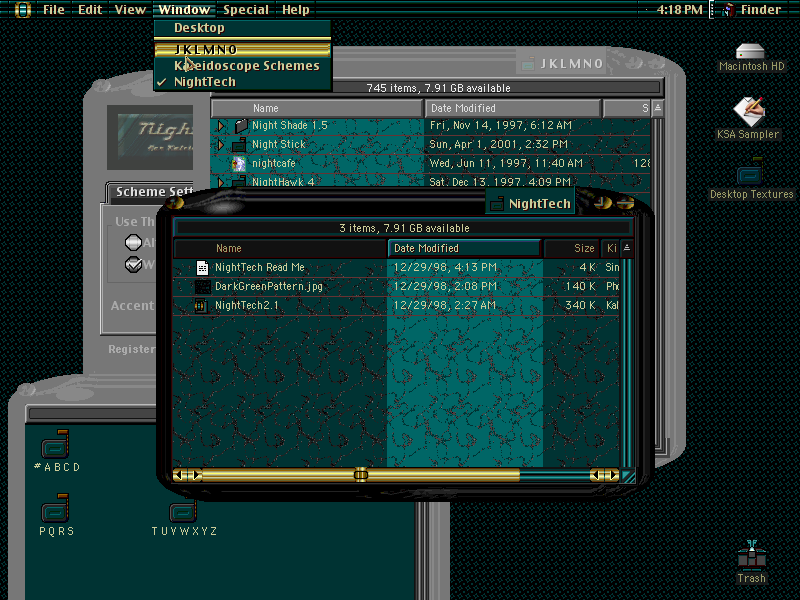 File Edit View Window Special Help 4:18 PM Finder
Desktop
JKLMNO
Kaleidoscope Schemes
NightTech
JKLMNO
745 items, 7.91 GB available
Name Date Modified S
Night Shade 1.5 Fri, Nov 14, 1997, 6:12 AM
Night Stick Sun, Apr 1, 2001, 2:32 PM
nightcafe Wed, Jun 11, 1997, 11:40 AM 128
NightHawk 4 Sat, Dec 13, 1997, 4:09 PM
Macintosh HD
KSA Sampler
Desktop Textures
Nigh
Scheme Sett
Use Th
Al
W
Accent
Register
NightTech
3 items, 7.91 GB available
Name Date Modified Size Ki
NightTech Read Me 12/29/98, 4:13 PM 4 K Sim
DarkGreenPattern.jpg 12/29/98, 2:08 PM 140 K Pho
NightTech2.1 12/29/98, 2:27 AM 340 K Kal
#ABCD
PQRS TUVWXYZ
Trash